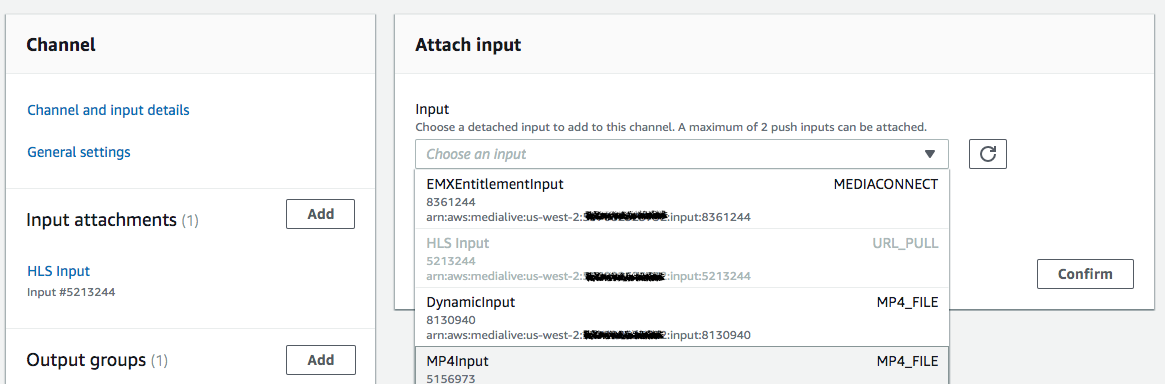 Channel
Channel and input details
General settings
Input attachments (1)
Add
HLS Input
Input #5213244
Output groups (1)
Add
Attach input
Input
Choose a detached input to add to this channel. A maximum of 2 push inputs can be attached.
Choose an input
EMXEntitlementInput MEDIACONNECT
8361244
arn:aws:medialive:us-west-2: :input:8361244
HLS Input URL_PULL
5213244
arn:aws:medialive:us-west-2: :input:5213244
DynamicInput MP4_FILE
8130940
arn:aws:medialive:us-west-2: 2:input:8130940
MP4Input MP4_FILE
5156973
Confirm